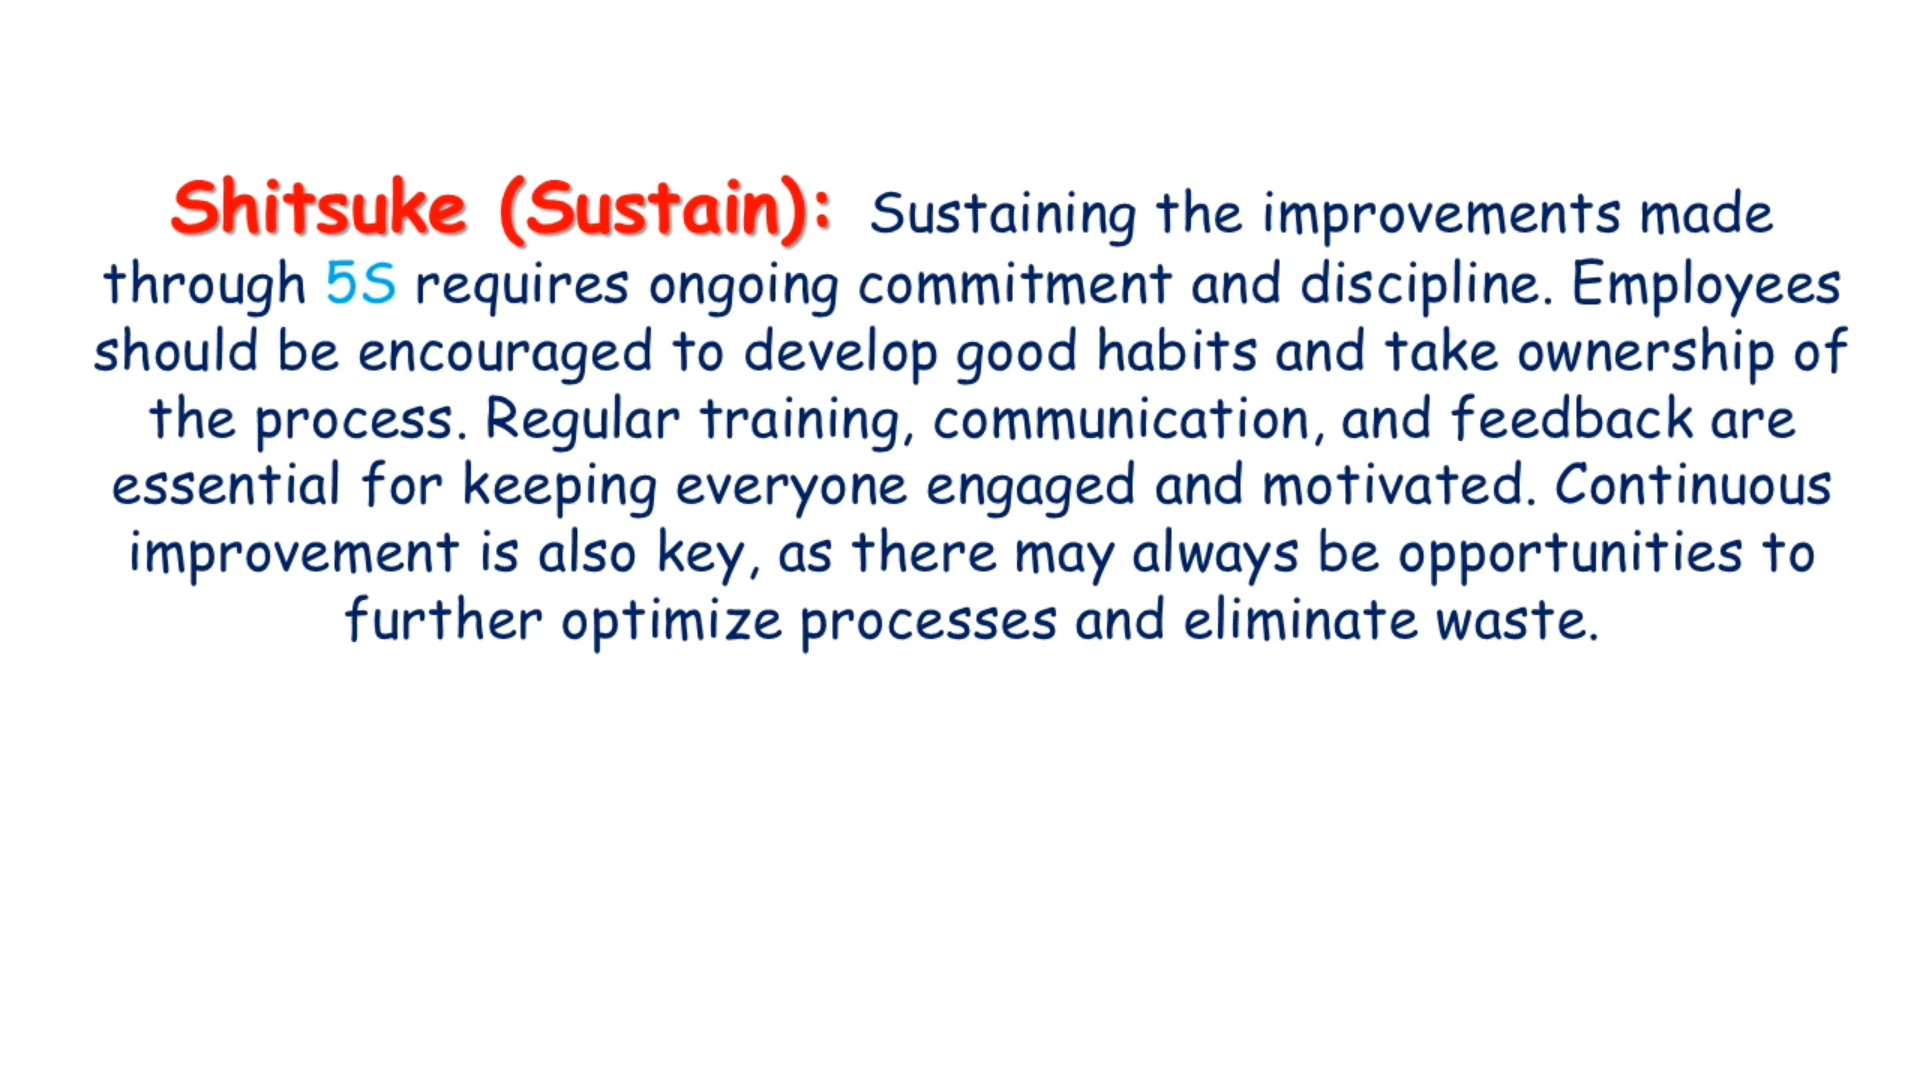 Shitsuke (Sustain): Sustaining the improvements made
through 5S requires ongoing commitment and discipline. Employees
should be encouraged to develop good habits and take ownership of
the process. Regular training, communication, and feedback are
essential for keeping everyone engaged and motivated. Continuous
improvement is also key, as there may always be opportunities to
further optimize processes and eliminate waste.